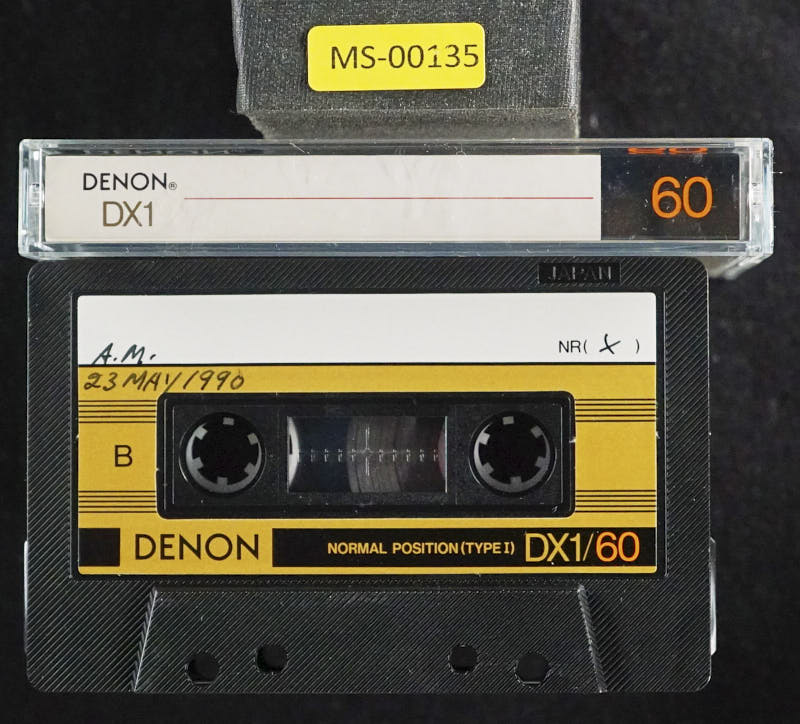 MS-00135
DENON®
DX1
60
JAPAN
A.M.
NR( X )
23 MAY 1990
B
DENON
NORMAL POSITION (TYPE I) DX1/60